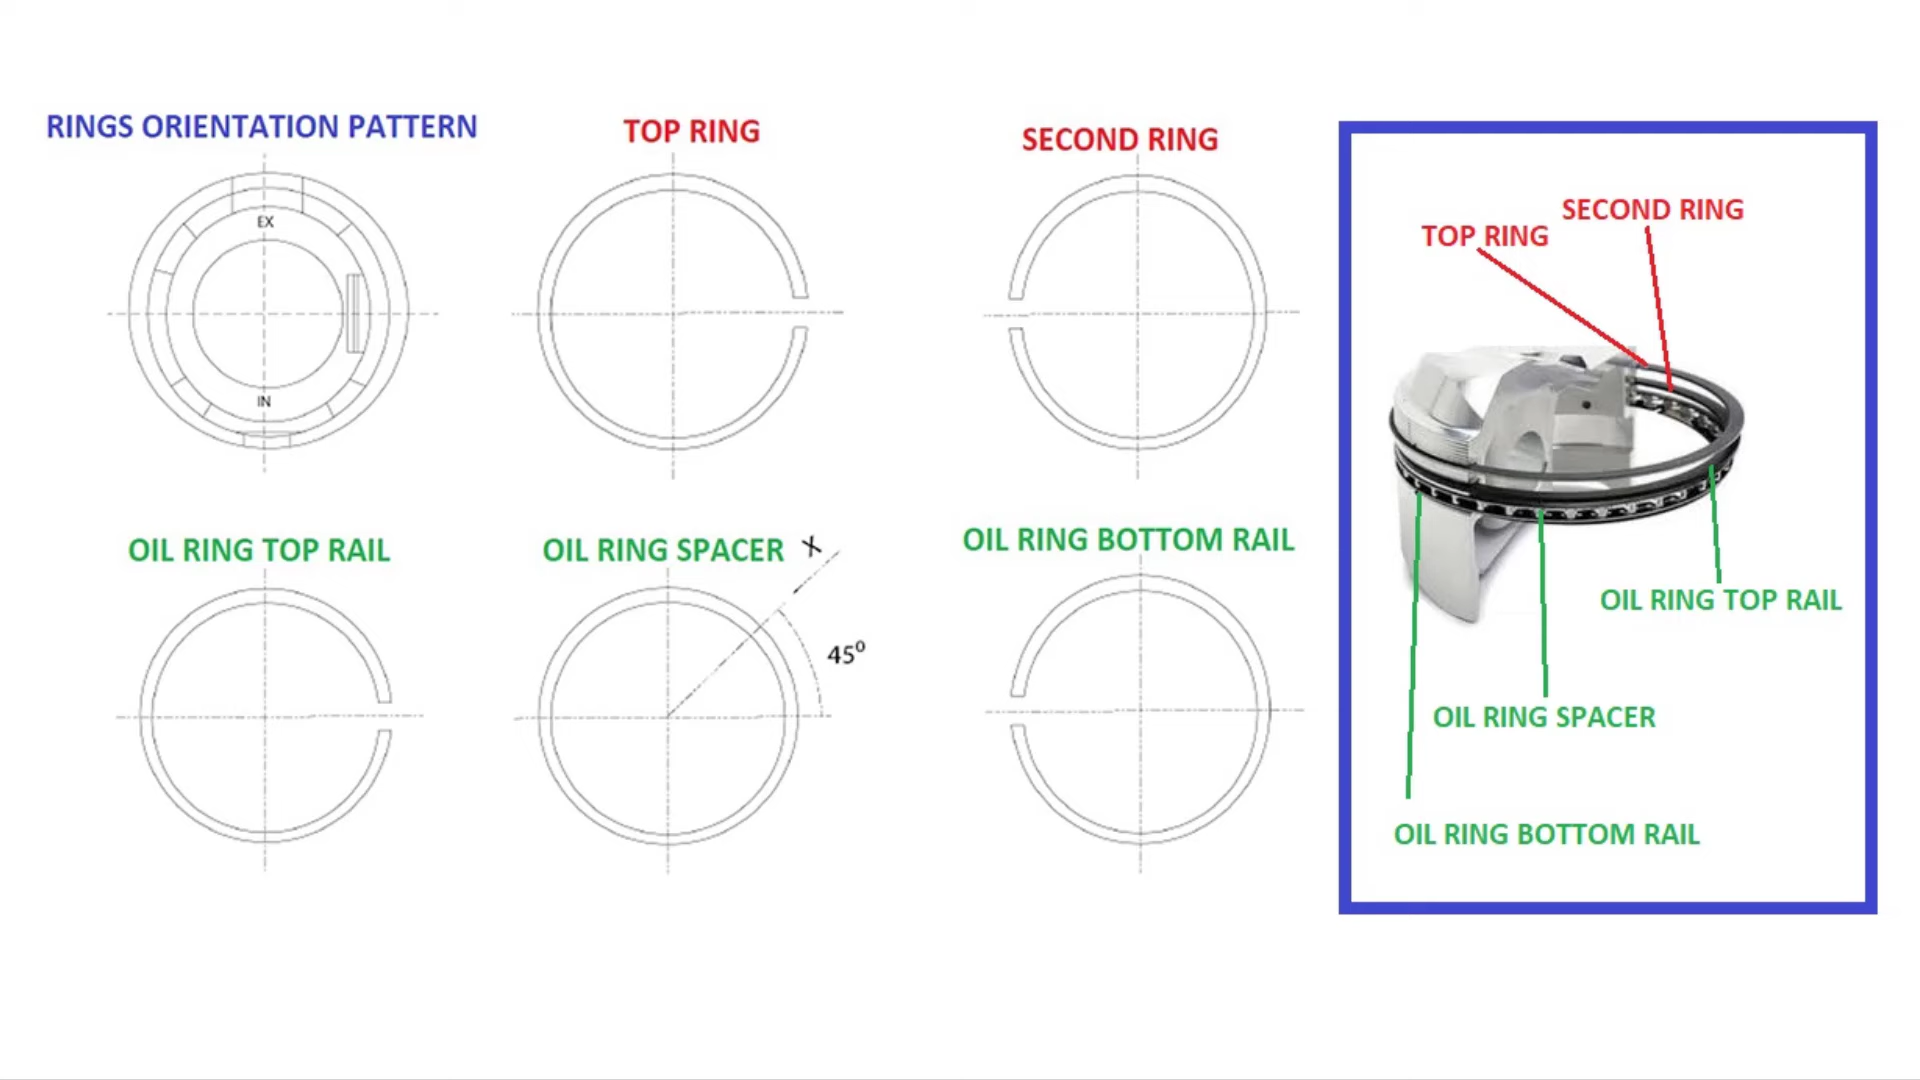 RINGS ORIENTATION PATTERN
TOP RING
SECOND RING
EX
IN
OIL RING TOP RAIL
OIL RING SPACER
X
45⁰
OIL RING BOTTOM RAIL
SECOND RING
TOP RING
OIL RING TOP RAIL
OIL RING SPACER
OIL RING BOTTOM RAIL